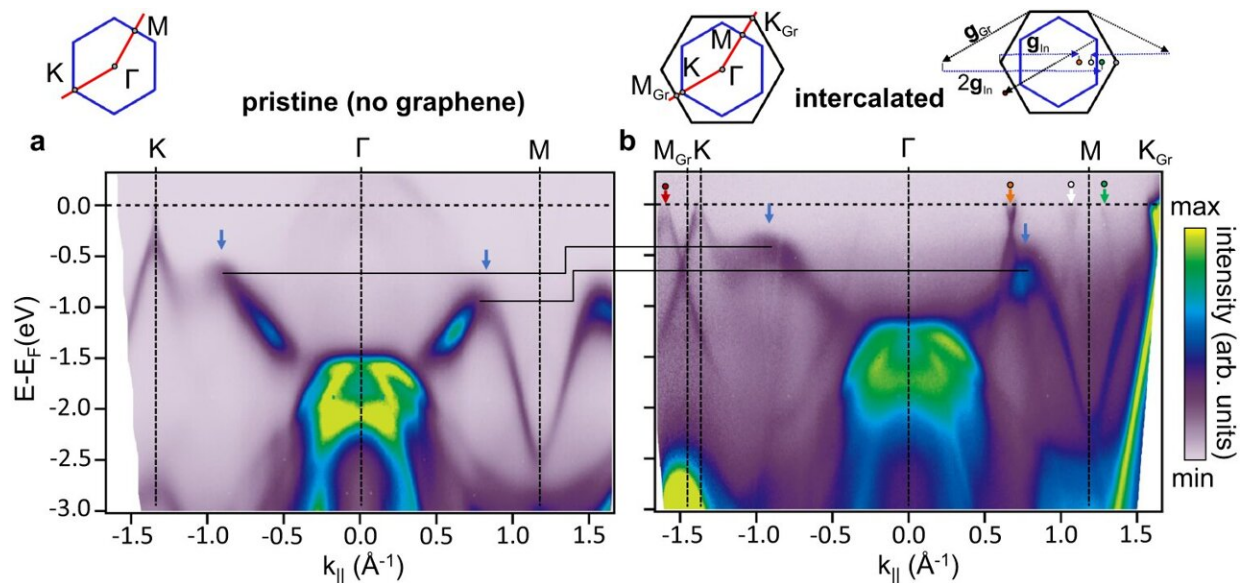 M
K
Γ
pristine (no graphene)
K_Gr
M
K
Γ
M_Gr
intercalated
g_Gr
g_In
2g_In
a
K
Γ
M
b
M_Gr
K
Γ
M
K_Gr
0.0
-0.5
-1.0
-1.5
-2.0
-2.5
-3.0
E-E_F(eV)
-1.5
-1.0
-0.5
0.0
0.5
1.0
1.5
k_|| (Å⁻¹)
-1.5
-1.0
-0.5
0.0
0.5
1.0
1.5
k_|| (Å⁻¹)
max
intensity (arb. units)
min